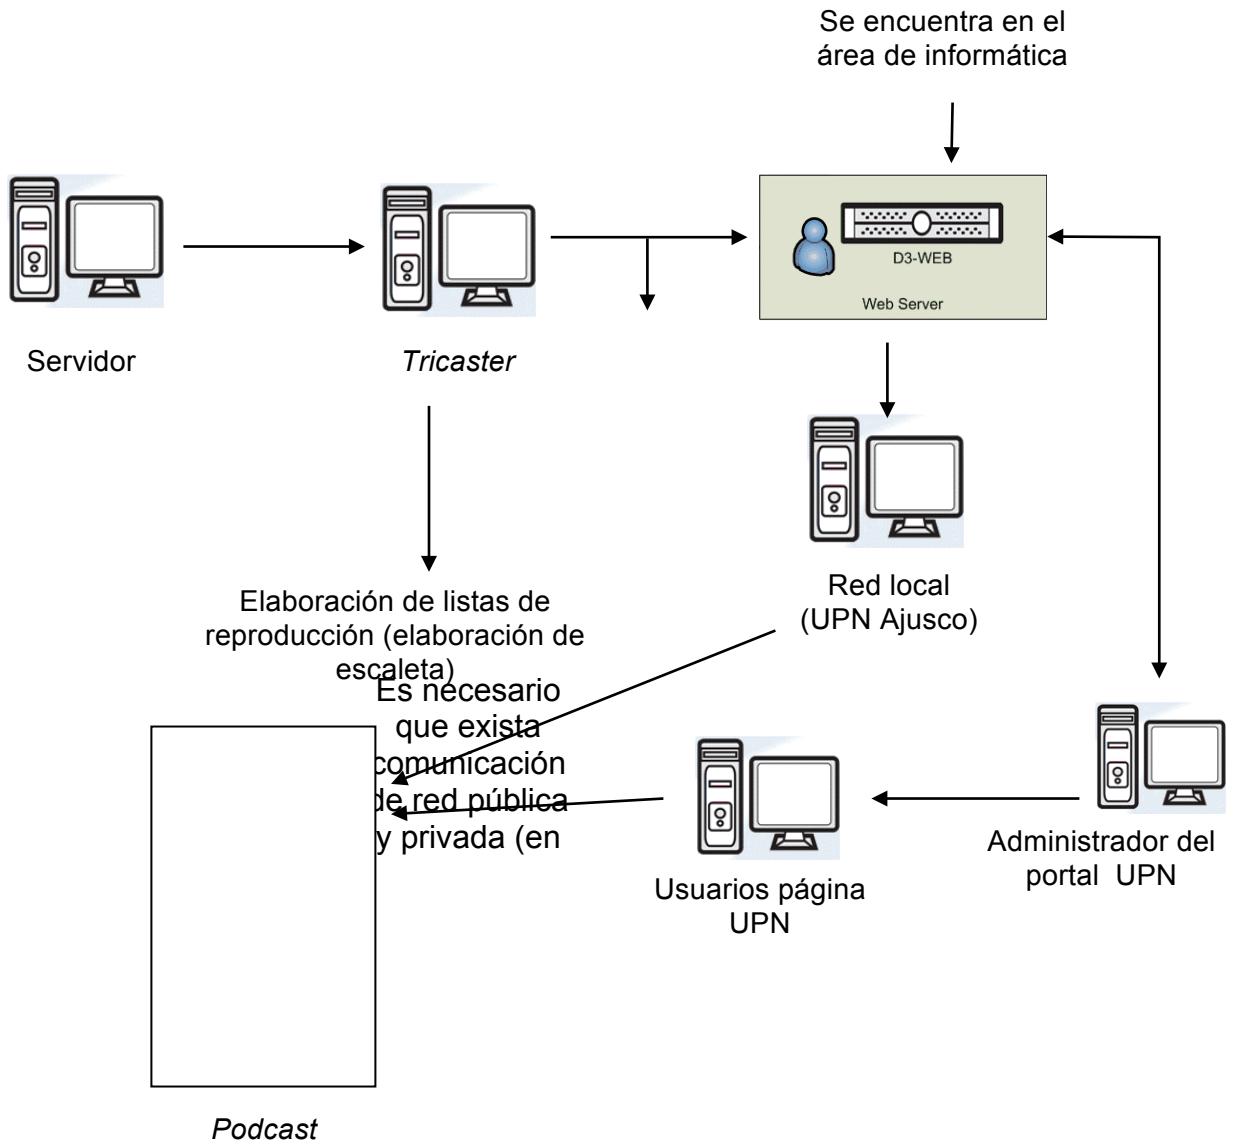 Se encuentra en el
área de informática
D3-WEB
Web Server
Servidor
Tricaster
Red local
(UPN Ajusco)
Elaboración de listas de
reproducción (elaboración de
escaleta)
Es necesario
que exista
comunicación
de red pública
y privada (en
Administrador del
portal UPN
Usuarios página
UPN
Podcast